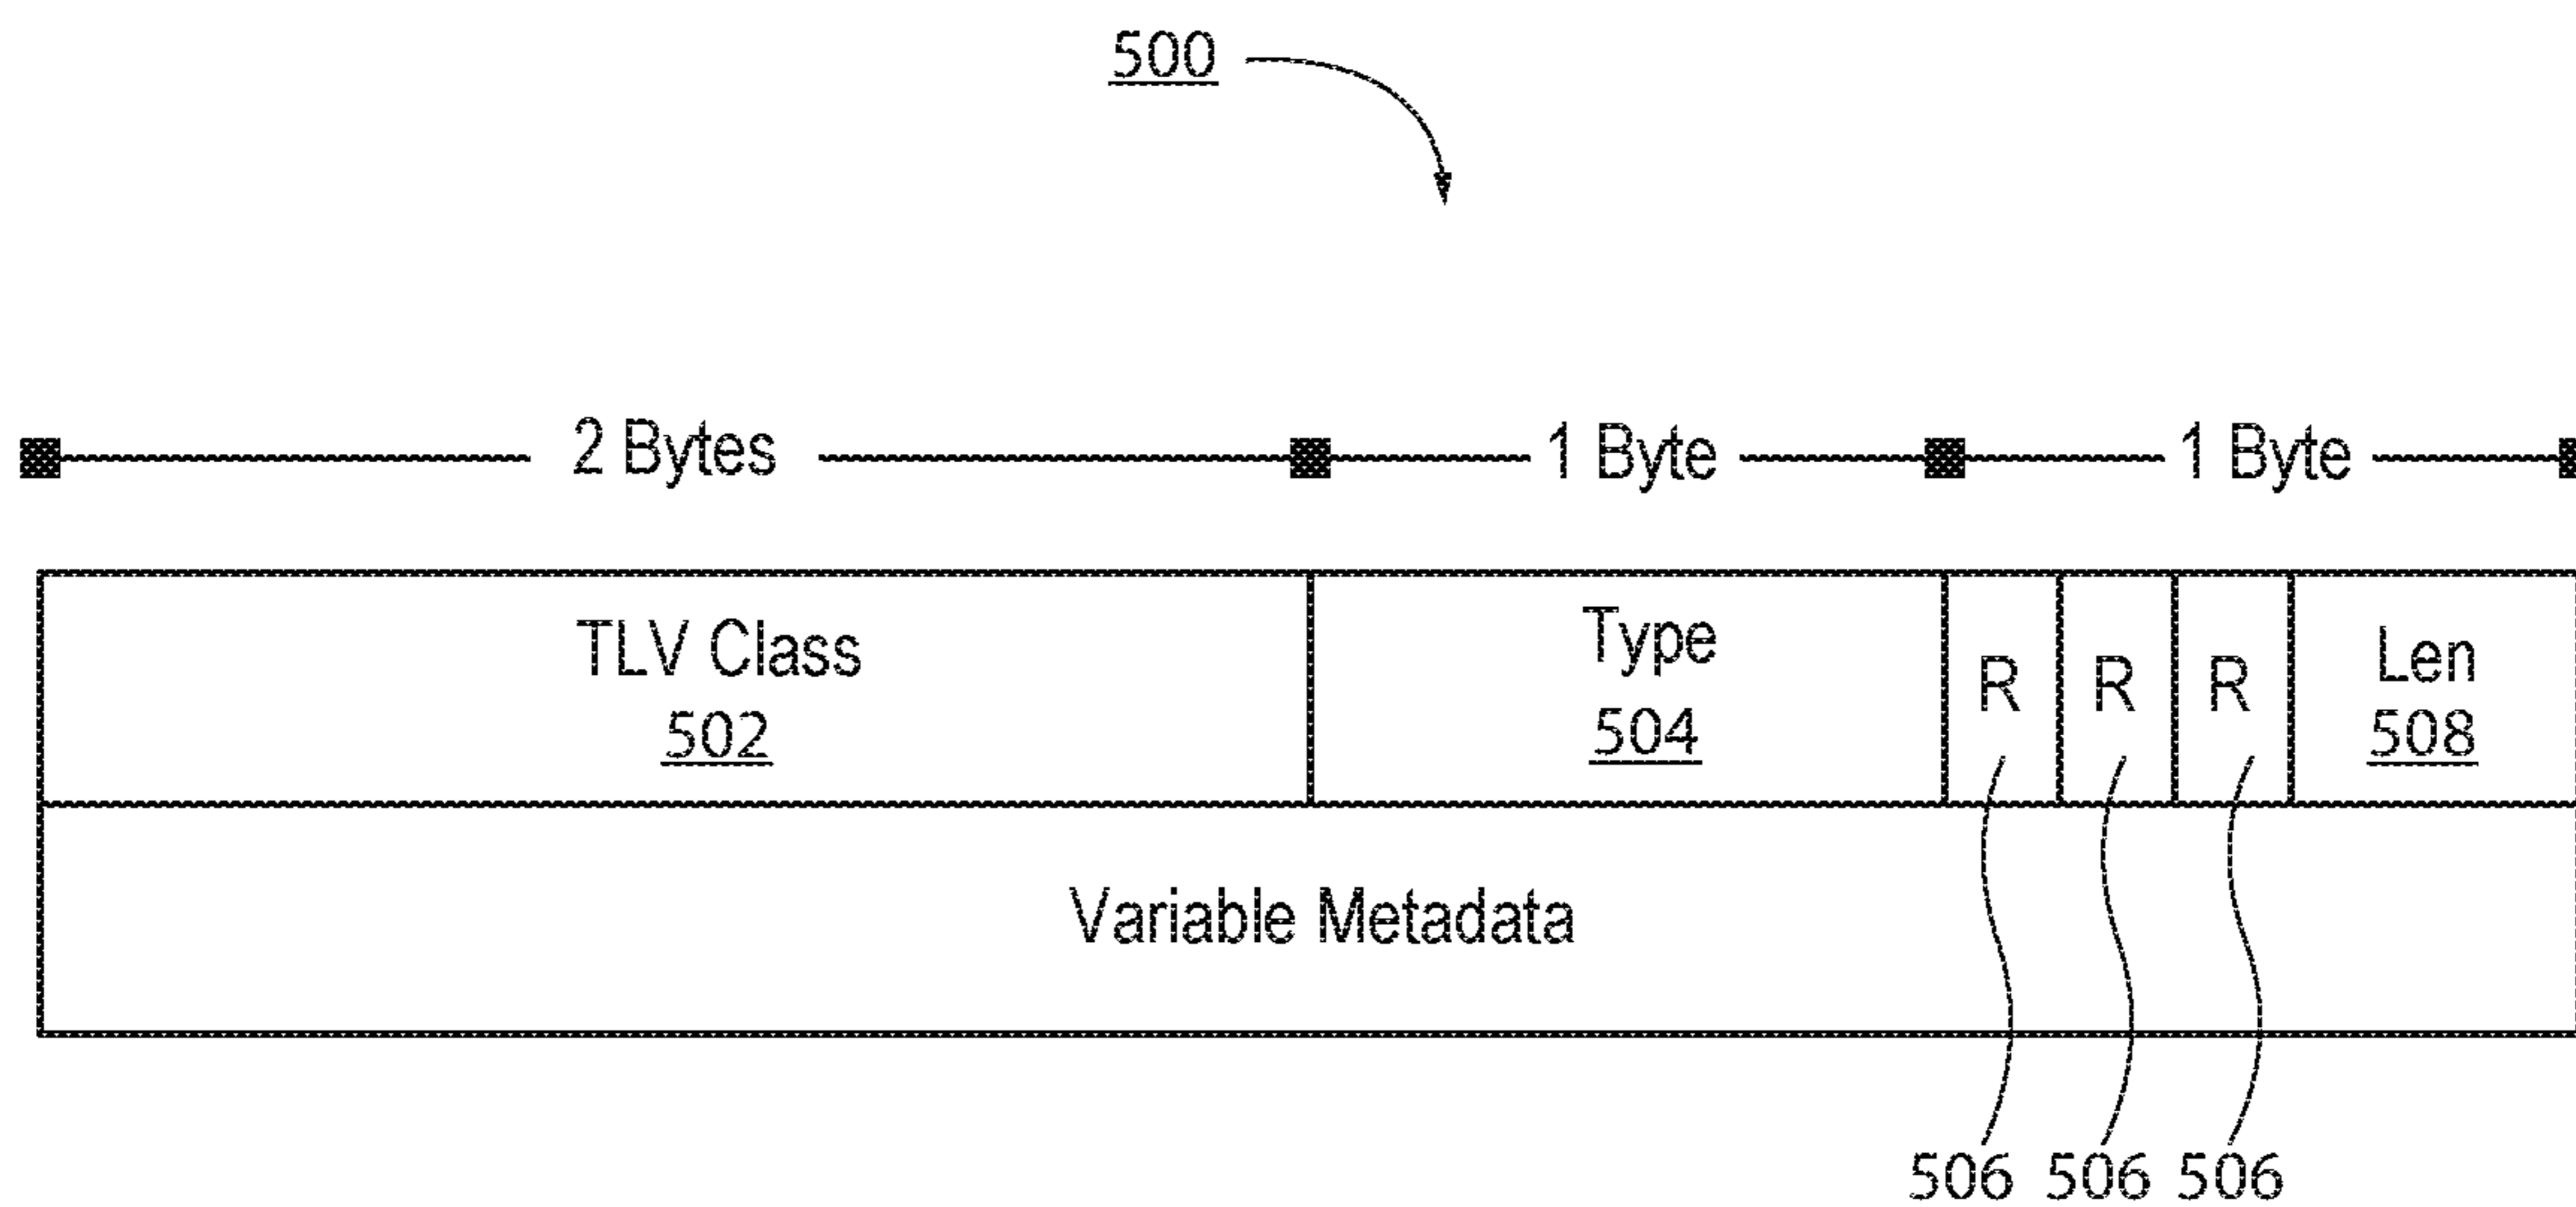 500
2 Bytes 1 Byte 1 Byte
TLV Class Type R R R Len
502 504 508
Variable Metadata
506 506 506